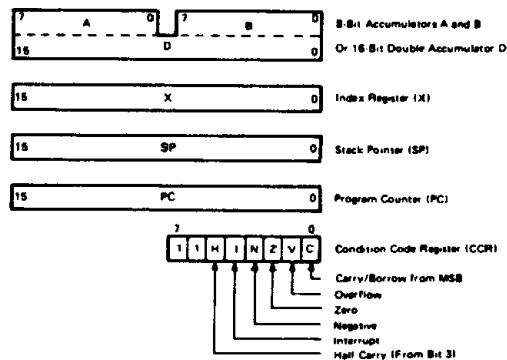 7 A 0 7 B 0 8-Bit Accumulators A and B
15 D 0 Or 16-Bit Double Accumulator D
15 X 0 Index Register (X)
15 SP 0 Stack Pointer (SP)
15 PC 0 Program Counter (PC)
7 0
1 1 H I N Z V C Condition Code Register (CCR)
Carry/Borrow from MSB
Overflow
Zero
Negative
Interrupt
Half Carry (From Bit 3)